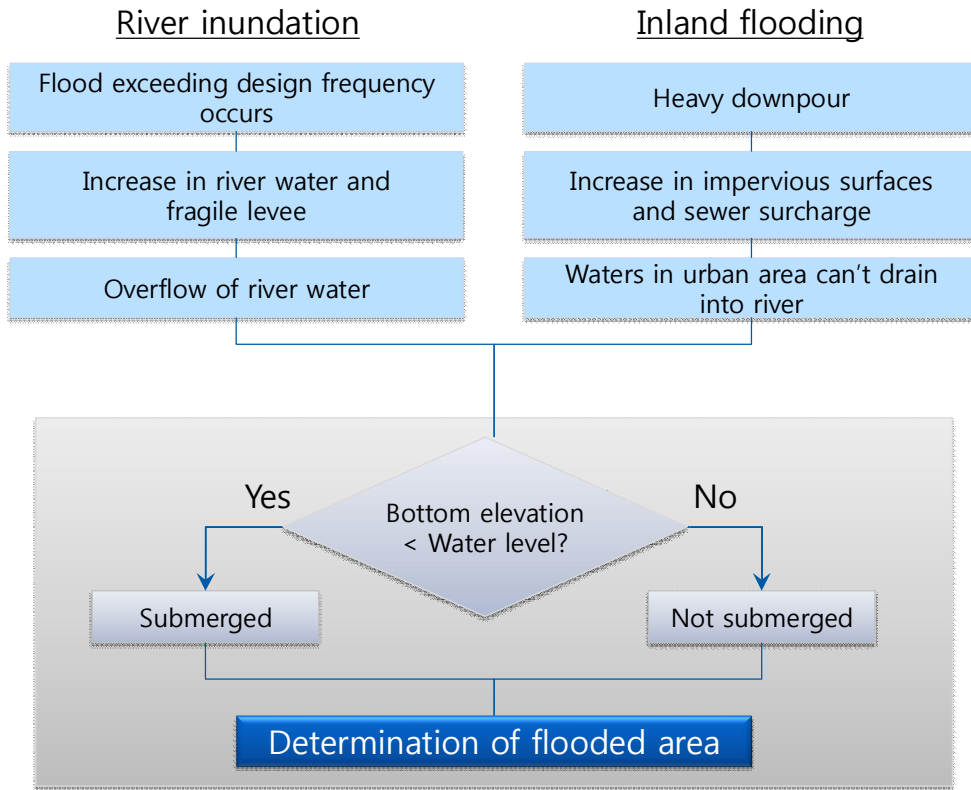 River inundation
Flood exceeding design frequency
occurs
Increase in river water and
fragile levee
Overflow of river water
Inland flooding
Heavy downpour
Increase in impervious surfaces
and sewer surcharge
Waters in urban area can't drain
into river
Yes
No
Bottom elevation
< Water level?
Submerged
Not submerged
Determination of flooded area